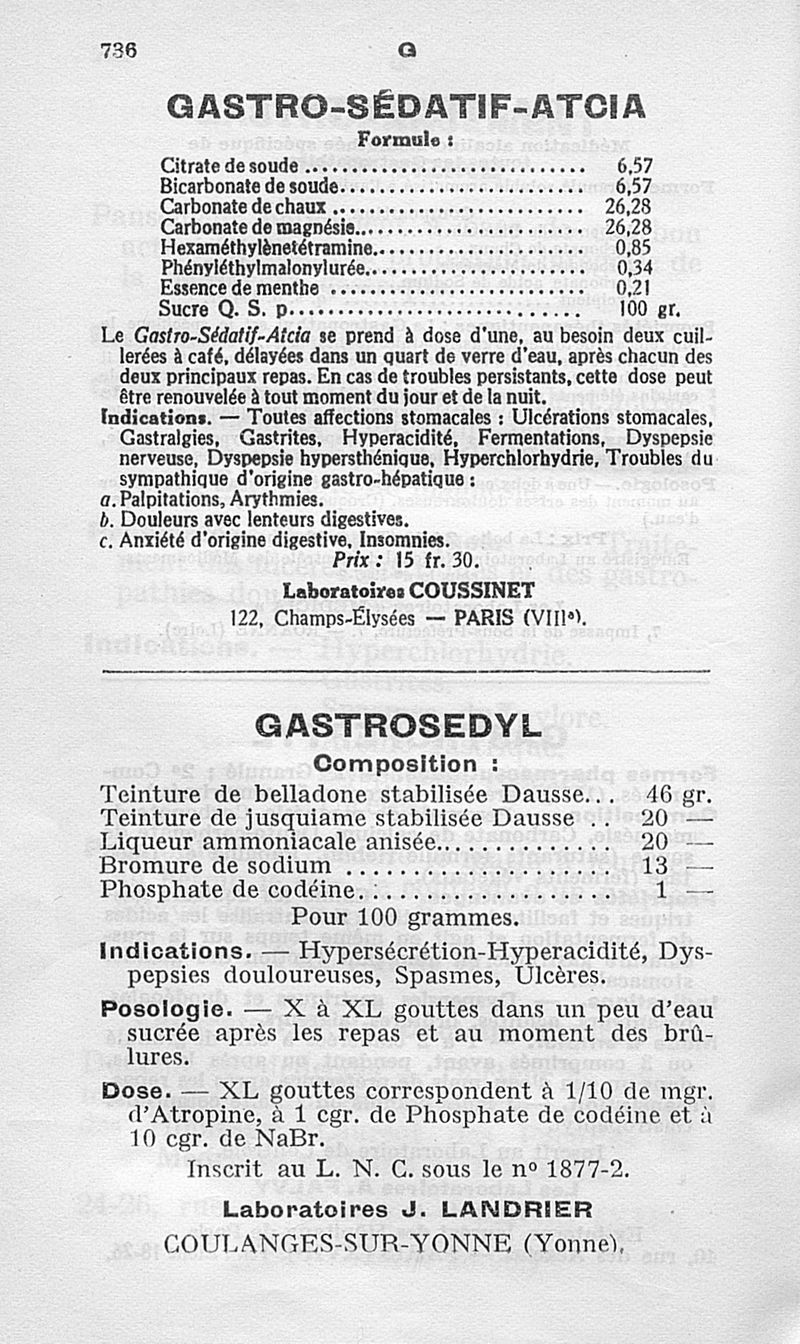 736
G
GASTRO-SÉDATIF-ATCIA
Formule :
Citrate de soude ............................ 6,57
Bicarbonate de soude............................ 6,57
Carbonate de chaux ............................ 26,28
Carbonate de magnésie............................ 26,28
Hexaméthylènetétramine............................ 0,85
Phényléthylmalonylurée............................ 0,34
Essence de menthe ............................ 0,21
Sucre Q. S. p............................ 100 gr.
Le Gastro-Sédatif-Atcia se prend à dose d'une, au besoin deux cuil-
lerées à café, délayées dans un quart de verre d'eau, après chacun des
deux principaux repas. En cas de troubles persistants, cette dose peut
être renouvelée à tout moment du jour et de la nuit.
Indications. — Toutes affections stomacales : Ulcérations stomacales,
Gastralgies, Gastrites, Hyperacidité, Fermentations, Dyspepsie
nerveuse, Dyspepsie hypersthénique, Hyperchlorhydrie, Troubles du
sympathique d'origine gastro-hépatique :
a. Palpitations, Arythmies.
b. Douleurs avec lenteurs digestives.
c. Anxiété d'origine digestive, Insomnies.
Prix : 15 fr. 30.
Laboratoires COUSSINET
122, Champs-Élysées — PARIS (VIIIe).
GASTROSEDYL
Composition :
Teinture de belladone stabilisée Dausse... 46 gr.
Teinture de jusquiame stabilisée Dausse .. 20 —
Liqueur ammoniacale anisée............... 20 —
Bromure de sodium .................... 13 —
Phosphate de codéine................... 1 —
Pour 100 grammes.
Indications. — Hypersécrétion-Hyperacidité, Dys-
pepsies douloureuses, Spasmes, Ulcères.
Posologie. — X à XL gouttes dans un peu d'eau
sucrée après les repas et au moment des brû-
lures.
Dose. — XL gouttes correspondent à 1/10 de mgr.
d'Atropine, à 1 cgr. de Phosphate de codéine et à
10 cgr. de NaBr.
Inscrit au L. N. C. sous le no 1877-2.
Laboratoires J. LANDRIER
COULANGES-SUR-YONNE (Yonne),